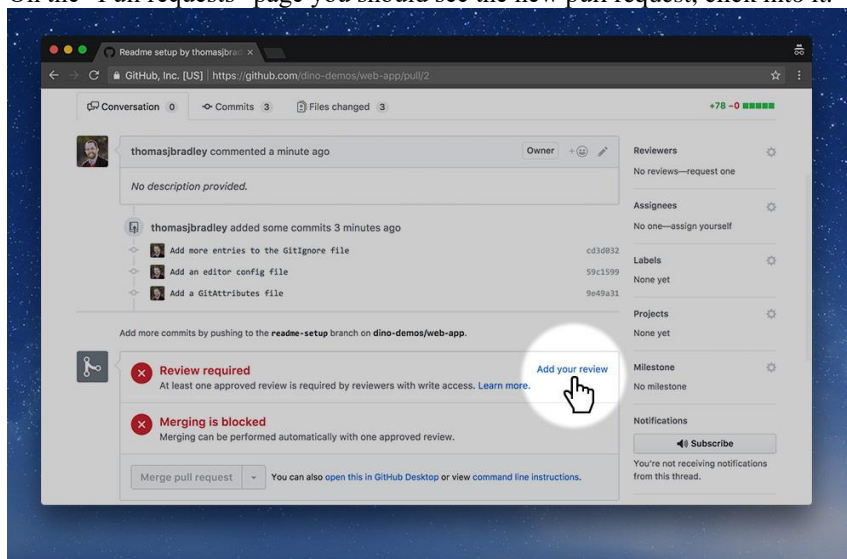 On the "Pull requests" page you should see the new pull request, click into it.
Readme setup by thomasjbrad ×
GitHub, Inc. [US] | https://github.com/dino-demos/web-app/pull/2
Conversation 0 Commits 3 Files changed 3 +78 −0
thomasjbradley commented a minute ago Owner
No description provided.
thomasjbradley added some commits 3 minutes ago
Add more entries to the GitIgnore file cd3d032
Add an editor config file 59c1599
Add a GitAttributes file 9e49a31
Add more commits by pushing to the readme-setup branch on dino-demos/web-app.
Review required Add your review
At least one approved review is required by reviewers with write access. Learn more.
Merging is blocked
Merging can be performed automatically with one approved review.
Merge pull request You can also open this in GitHub Desktop or view command line instructions.
Reviewers
No reviews—request one
Assignees
No one—assign yourself
Labels
None yet
Projects
None yet
Milestone
No milestone
Notifications
Subscribe
You're not receiving notifications
from this thread.